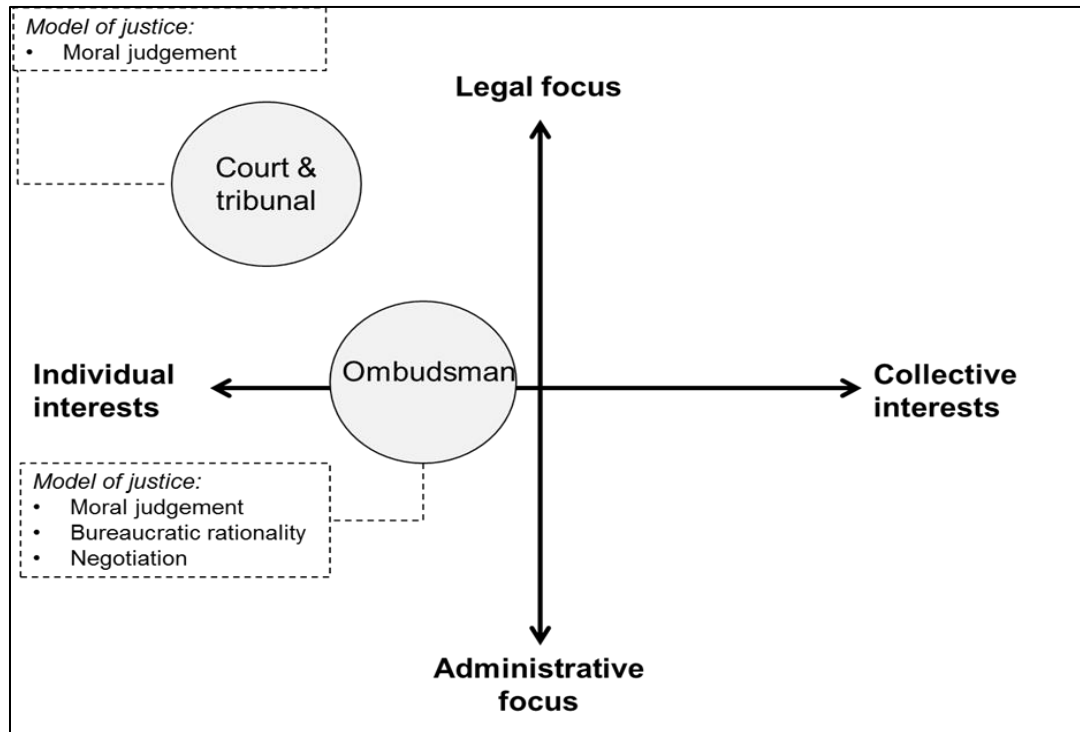 Model of justice:
• Moral judgement
Legal focus
Court &
tribunal
Individual
interests
Ombudsman
Collective
interests
Model of justice:
• Moral judgement
• Bureaucratic rationality
• Negotiation
Administrative
focus